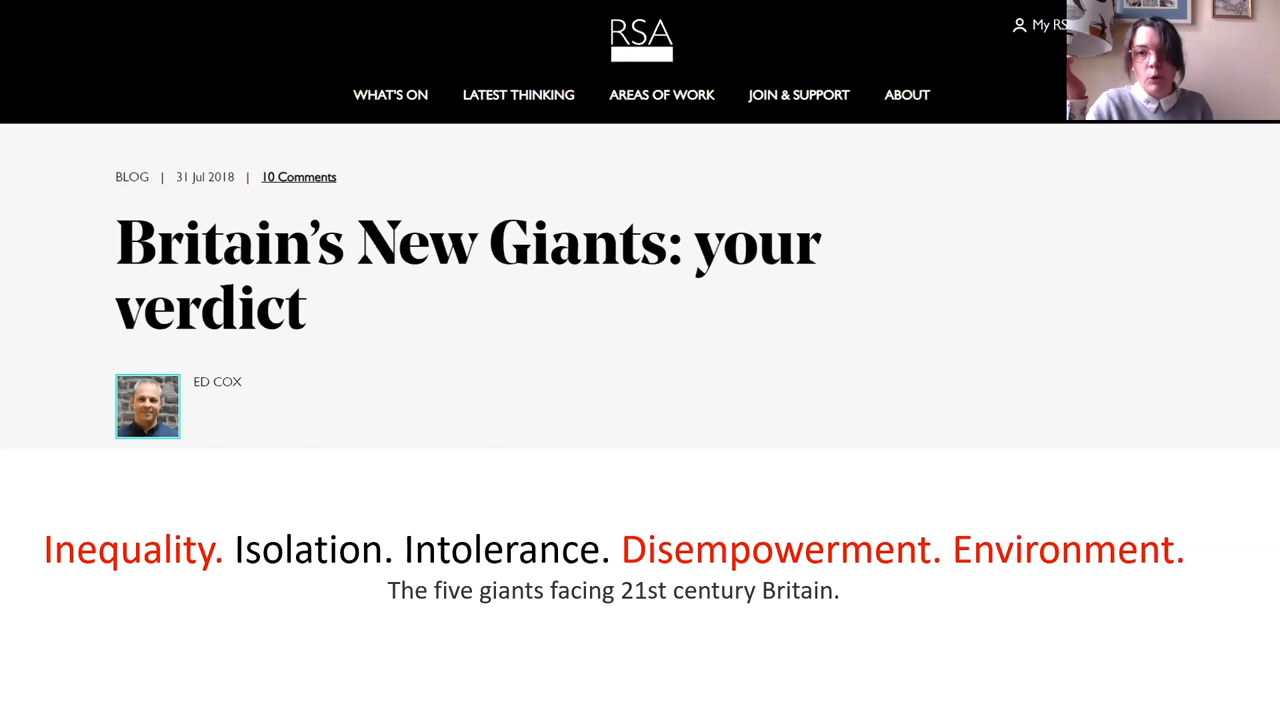 RSA
My RS
WHAT'S ON LATEST THINKING AREAS OF WORK JOIN & SUPPORT ABOUT
BLOG | 31 Jul 2018 | 10 Comments
Britain's New Giants: your
verdict
ED COX
Inequality. Isolation. Intolerance. Disempowerment. Environment.
The five giants facing 21st century Britain.